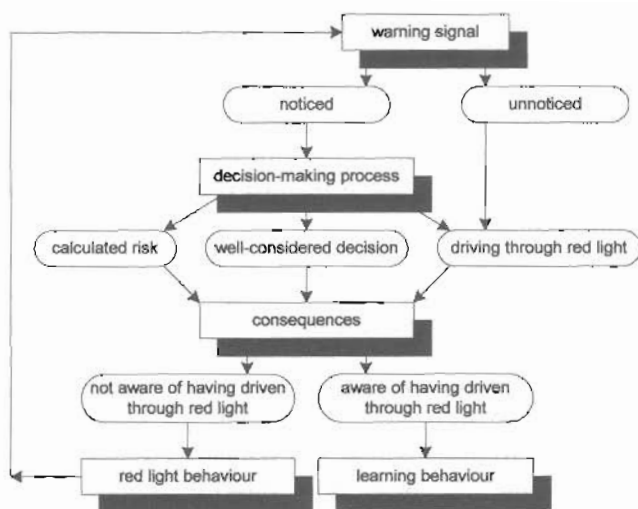 warning signal
noticed
unnoticed
decision-making process
calculated risk
well-considered decision
driving through red light
consequences
not aware of having driven
through red light
aware of having driven
through red light
red light behaviour
learning behaviour